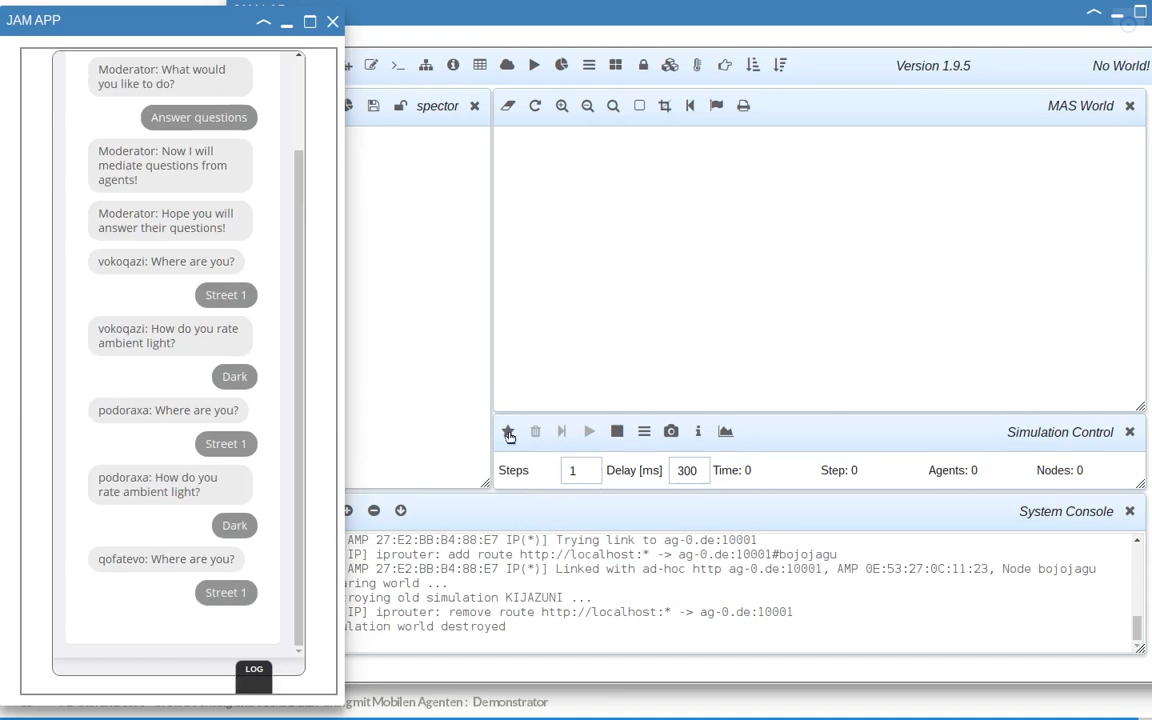 JAM APP
Moderator: What would
you like to do?
Answer questions
Moderator: Now I will
mediate questions from
agents!
Moderator: Hope you will
answer their questions!
vokoqazi: Where are you?
Street 1
vokoqazi: How do you rate
ambient light?
Dark
podoraxa: Where are you?
Street 1
podoraxa: How do you
rate ambient light?
Dark
qofatevo: Where are you?
Street 1
LOG
Version 1.9.5
No World!
spector
MAS World
Simulation Control
Steps 1 Delay [ms] 300 Time: 0 Step: 0 Agents: 0 Nodes: 0
System Console
AMP 27:E2:BB:B4:88:E7 IP(*)] Trying link to ag-0.de:10001
IP] iprouter: add route http://localhost:* -> ag-0.de:10001#bojojagu
AMP 27:E2:BB:B4:88:E7 IP(*)] Linked with ad-hoc http ag-0.de:10001, AMP 0E:53:27:0C:11:23, Node bojojagu
aring world ...
roying old simulation KIJAZUNI ...
IP] iprouter: remove route http://localhost:* -> ag-0.de:10001
lation world destroyed
mit Mobilen Agenten : Demonstrator